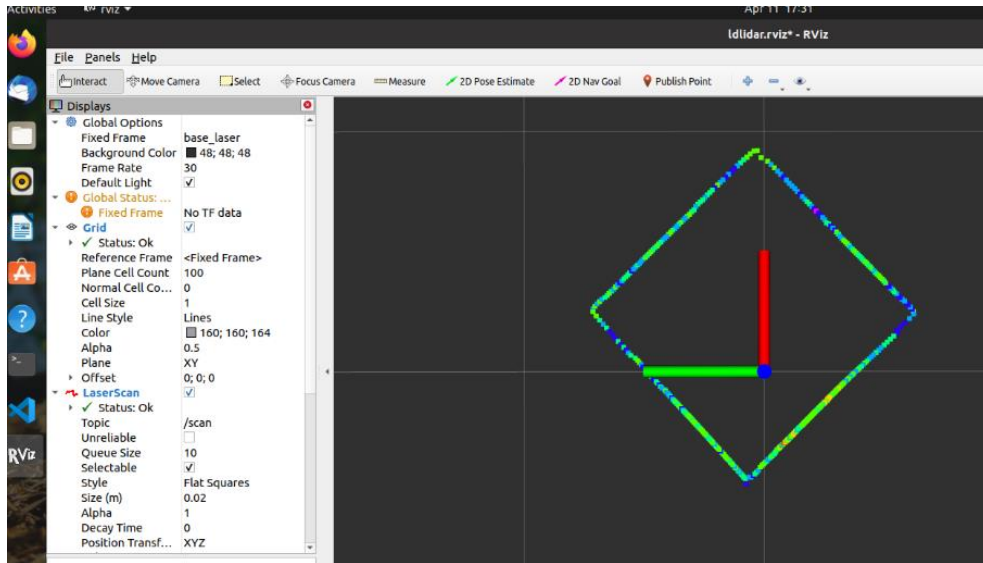 Activities RViz
Apr 11 17:31
ldlidar.rviz* - RViz
File Panels Help
Interact Move Camera Select Focus Camera Measure 2D Pose Estimate 2D Nav Goal Publish Point
Displays
Global Options
Fixed Frame base_laser
Background Color 48; 48; 48
Frame Rate 30
Default Light ✓
Global Status: ...
Fixed Frame No TF data
Grid ✓
✓ Status: Ok
Reference Frame <Fixed Frame>
Plane Cell Count 100
Normal Cell Co... 0
Cell Size 1
Line Style Lines
Color 160; 160; 164
Alpha 0.5
Plane XY
Offset 0; 0; 0
LaserScan ✓
✓ Status: Ok
Topic /scan
Unreliable
Queue Size 10
Selectable ✓
Style Flat Squares
Size (m) 0.02
Alpha 1
Decay Time 0
Position Transf... XYZ
RViz